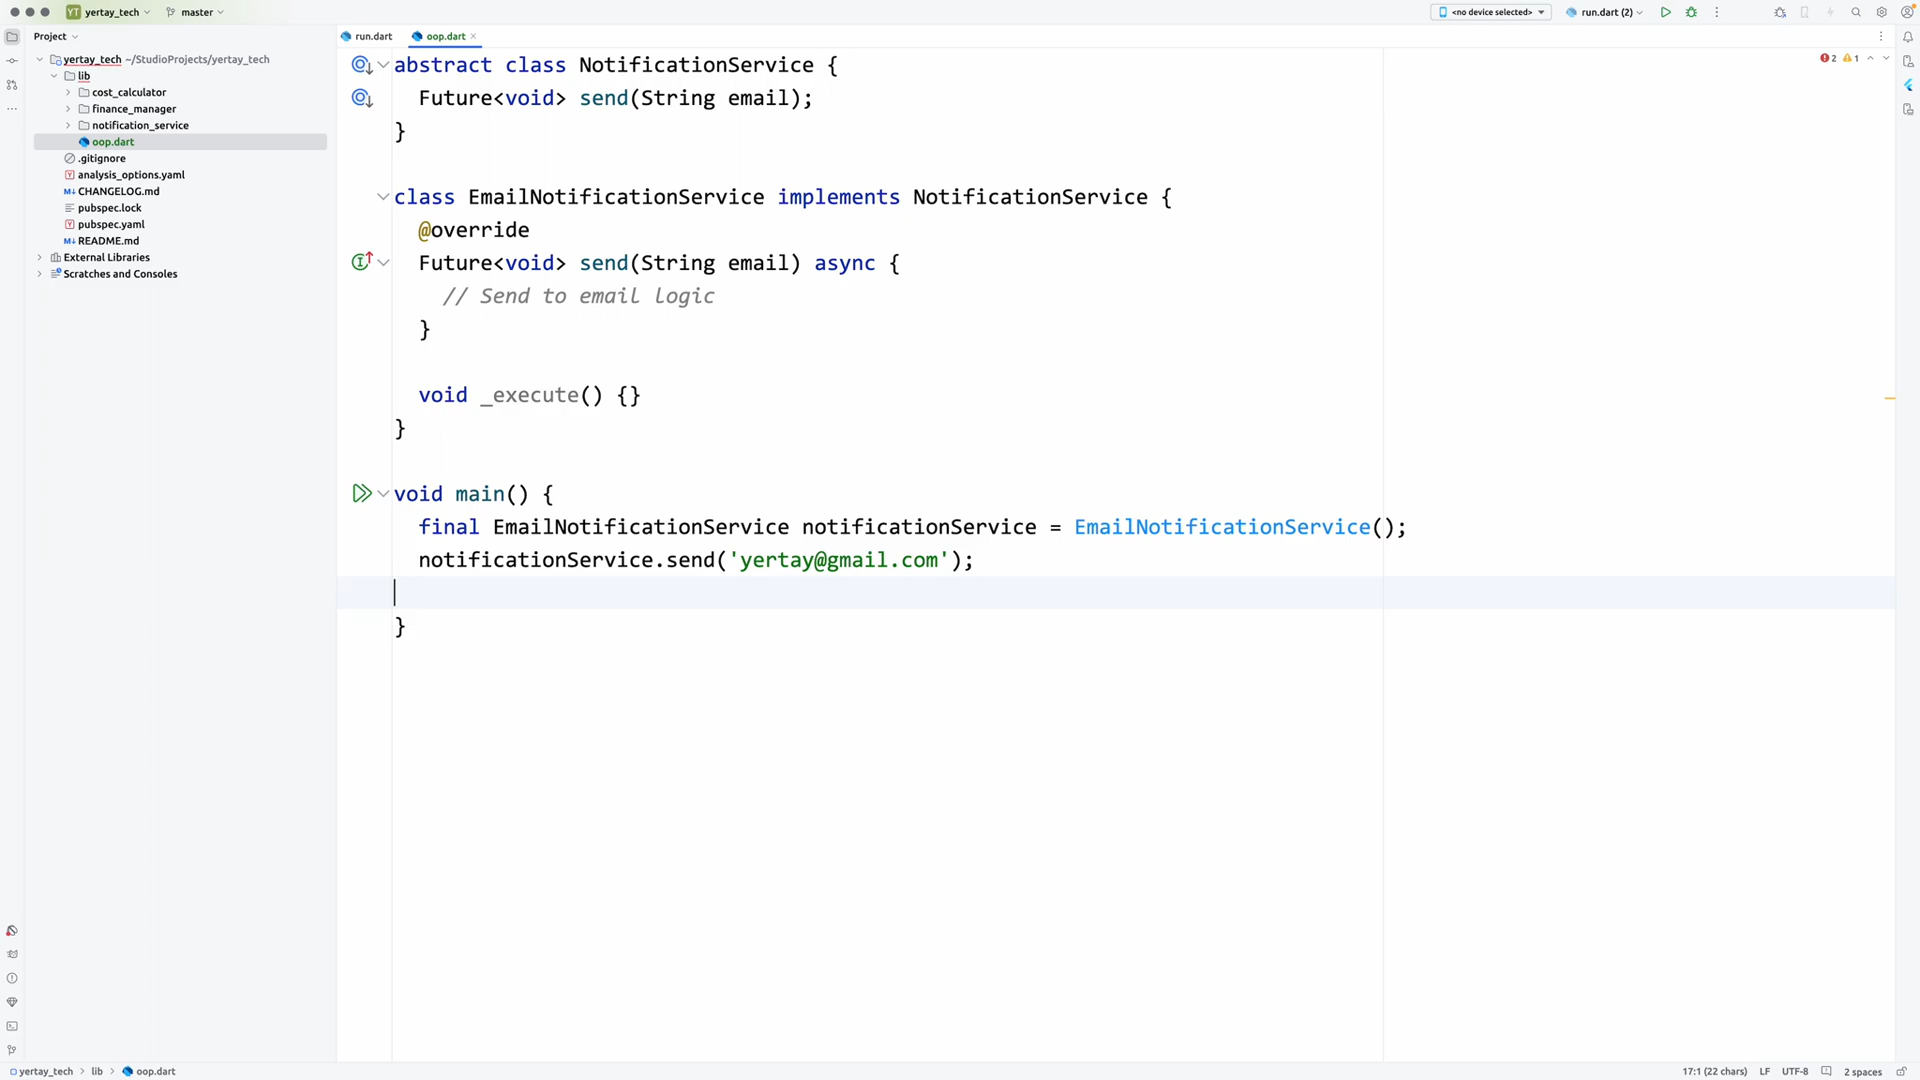 YT yertay_tech master <no device selected> run.dart (2)
Project
yertay_tech ~/StudioProjects/yertay_tech
lib
cost_calculator
finance_manager
notification_service
oop.dart
.gitignore
analysis_options.yaml
CHANGELOG.md
pubspec.lock
pubspec.yaml
README.md
External Libraries
Scratches and Consoles
run.dart oop.dart
2 1
abstract class NotificationService {
Future<void> send(String email);
}
class EmailNotificationService implements NotificationService {
@override
Future<void> send(String email) async {
// Send to email logic
}
void _execute() {}
}
void main() {
final EmailNotificationService notificationService = EmailNotificationService();
notificationService.send('yertay@gmail.com');
}
yertay_tech > lib > oop.dart 17:1 (22 chars) LF UTF-8 2 spaces